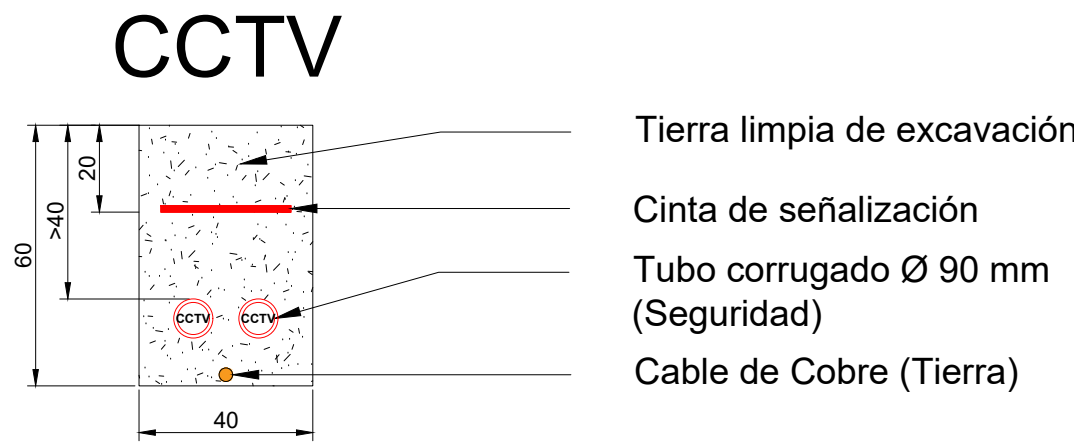 CCTV
Tierra limpia de excavación
20
Cinta de señalización
>40
60
Tubo corrugado Ø 90 mm
(Seguridad)
CCTV CCTV
Cable de Cobre (Tierra)
40